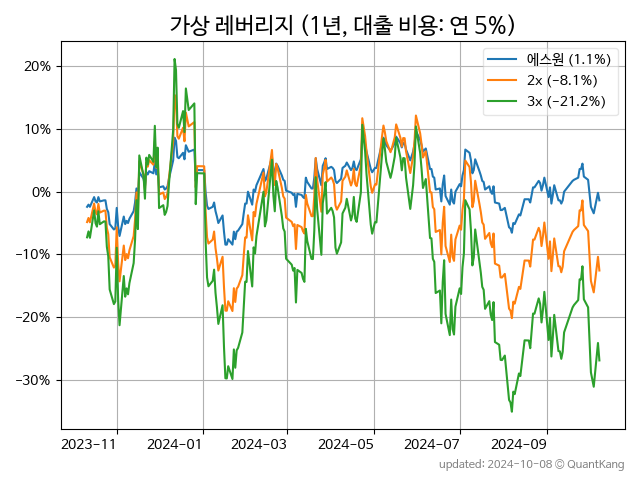 가상 레버리지 (1년, 대출 비용: 연 5%)
에스원 (1.1%)
2x (−8.1%)
3x (−21.2%)
20%
10%
0%
−10%
−20%
−30%
2023-11 2024-01 2024-03 2024-05 2024-07 2024-09
updated: 2024-10-08 © QuantKang